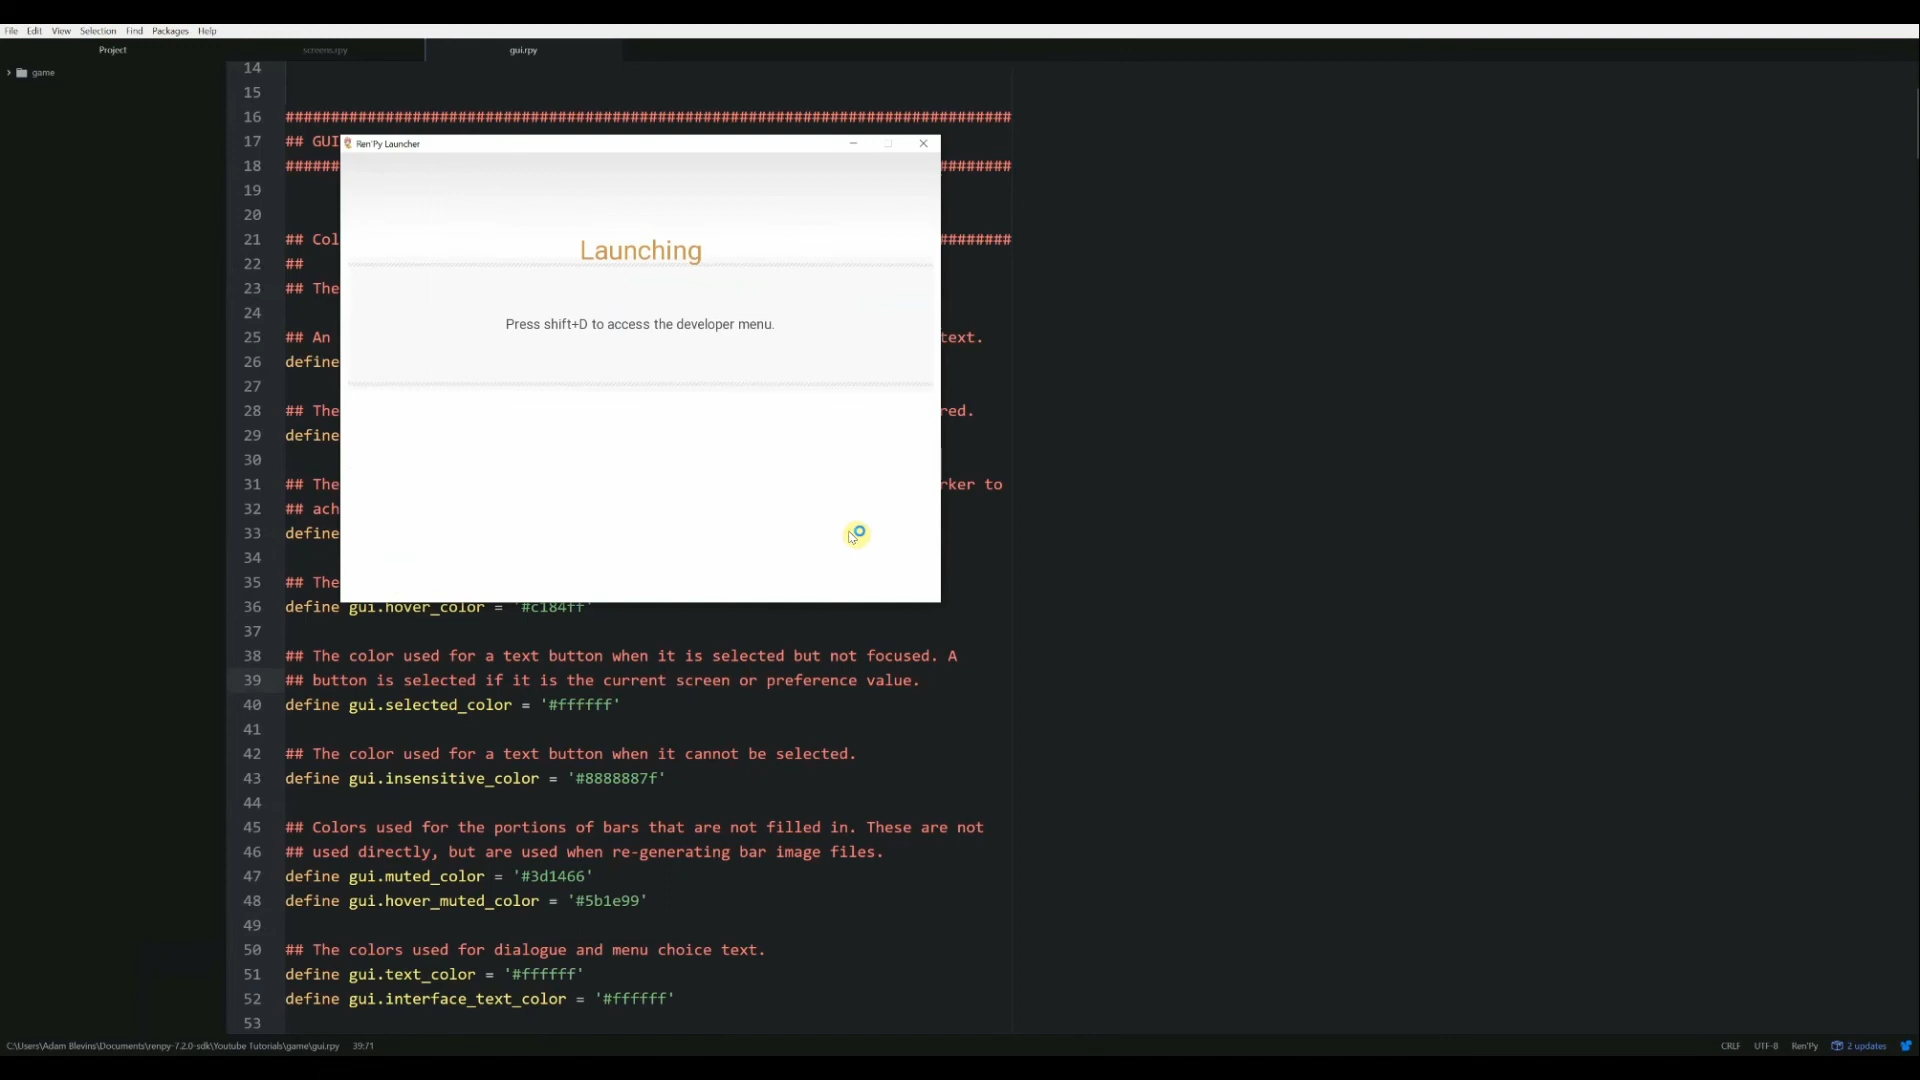 File Edit View Selection Find Packages Help
Project
screens.rpy
gui.rpy
game
14
15
16 ################################################################################
17 ## GUI
18 ###### ########
19
20
21 ## Col ########
22 ##
23 ## The
24
25 ## An text.
26 define
27
28 ## The red.
29 define
30
31 ## The rker to
32 ## ach
33 define
34
35 ## The
36 define gui.hover_color = '#c184ff'
37
38 ## The color used for a text button when it is selected but not focused. A
39 ## button is selected if it is the current screen or preference value.
40 define gui.selected_color = '#ffffff'
41
42 ## The color used for a text button when it cannot be selected.
43 define gui.insensitive_color = '#8888887f'
44
45 ## Colors used for the portions of bars that are not filled in. These are not
46 ## used directly, but are used when re-generating bar image files.
47 define gui.muted_color = '#3d1466'
48 define gui.hover_muted_color = '#5b1e99'
49
50 ## The colors used for dialogue and menu choice text.
51 define gui.text_color = '#ffffff'
52 define gui.interface_text_color = '#ffffff'
53
Ren'Py Launcher
Launching
Press shift+D to access the developer menu.
C:\Users\Adam Blevins\Documents\renpy-7.2.0-sdk\Youtube Tutorials\game\gui.rpy 39:71
CRLF UTF-8 Ren'Py 2 updates